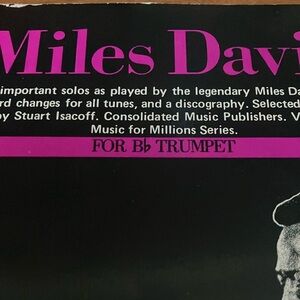 Miles Davi
important solos as played by the legendary Miles Da
rd changes for all tunes, and a discography. Selected
by Stuart Isacoff. Consolidated Music Publishers. V
Music for Millions Series.
FOR B♭ TRUMPET